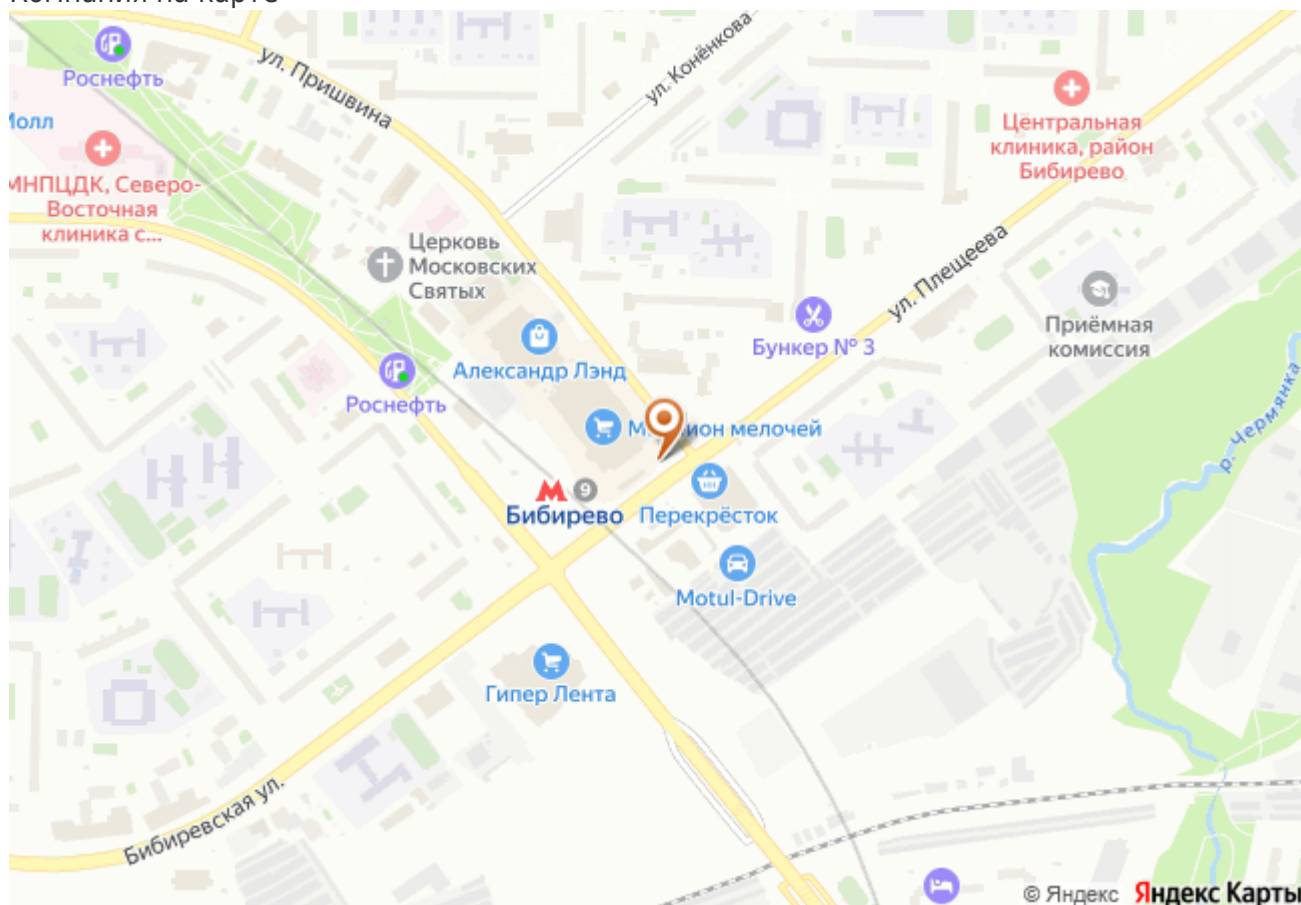 Компания на карте
Роснефть
ул. Пришвина
ул. Конёнкова
Молл
МНПЦДК, Северо-
Восточная
клиника с...
Центральная
клиника, район
Бибирево
Церковь
Московских
Святых
ул. Плещеева
Приёмная
комиссия
Бункер № 3
Александр Лэнд
Роснефть
р. Чермянка
9
Бибирево
Перекрёсток
Motul-Drive
Гипер Лента
Бибиревская ул.
© Яндекс Яндекс Карты